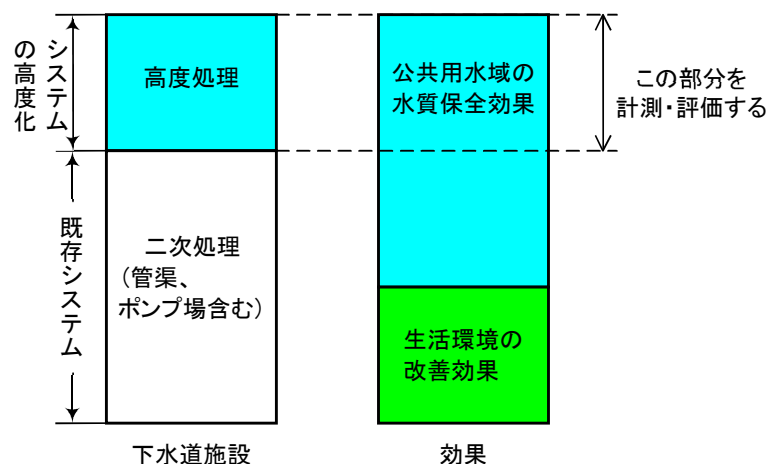 システム
の高度化
高度処理
公共用水域の
水質保全効果
この部分を
計測・評価する
既存システム
二次処理
(管渠、
ポンプ場含む)
生活環境の
改善効果
下水道施設
効果